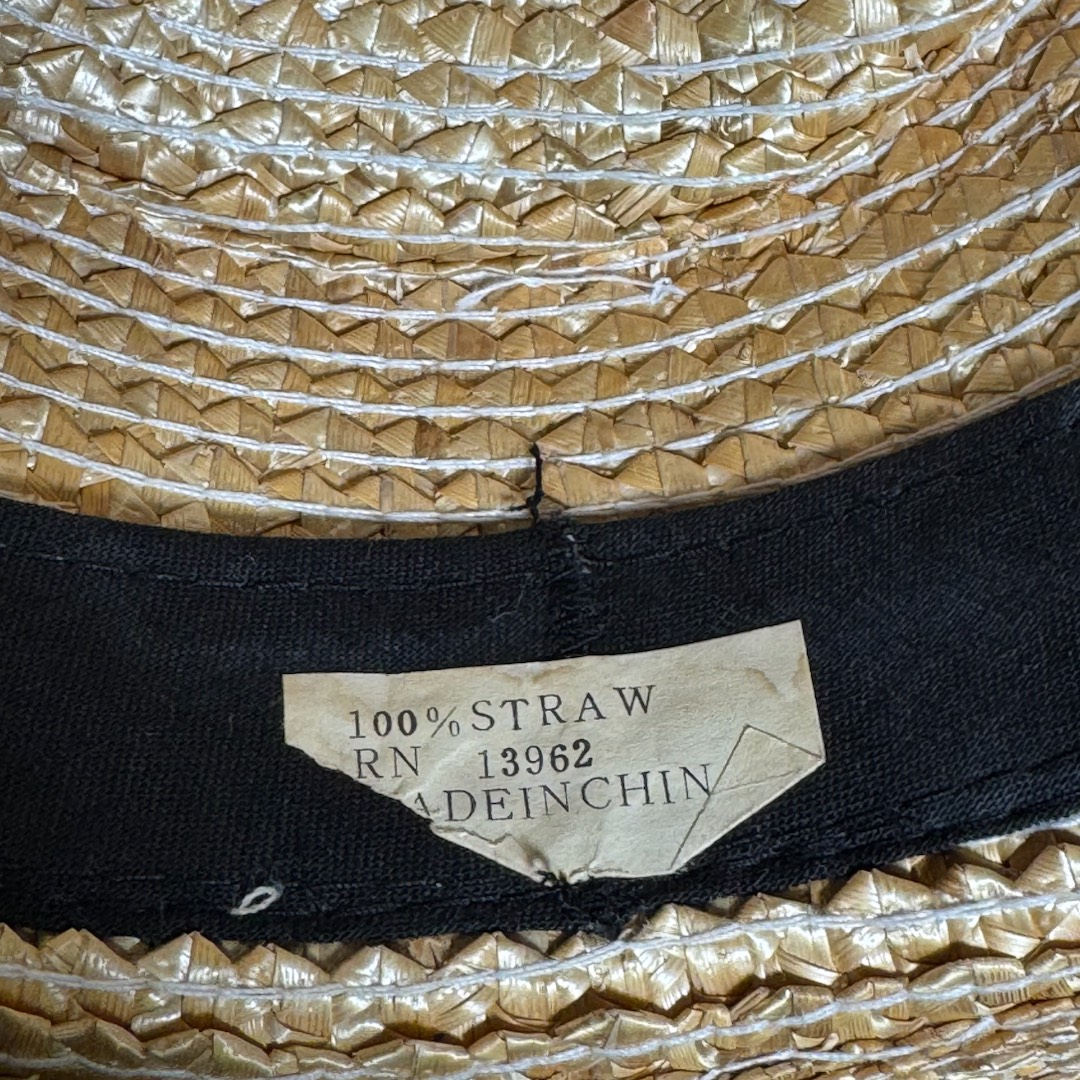 100% STRAW
RN 13962
ADEINCHIN